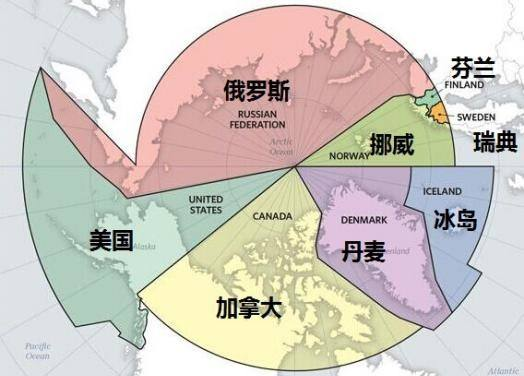 芬兰
FINLAND
俄罗斯
RUSSIAN
FEDERATION
SWEDEN
瑞典
Arctic
Ocean
挪威
NORWAY
UNITED
STATES
ICELAND
冰岛
CANADA
DENMARK
丹麦
美国
Alaska
加拿大
Pacific
Ocean
Atlantic